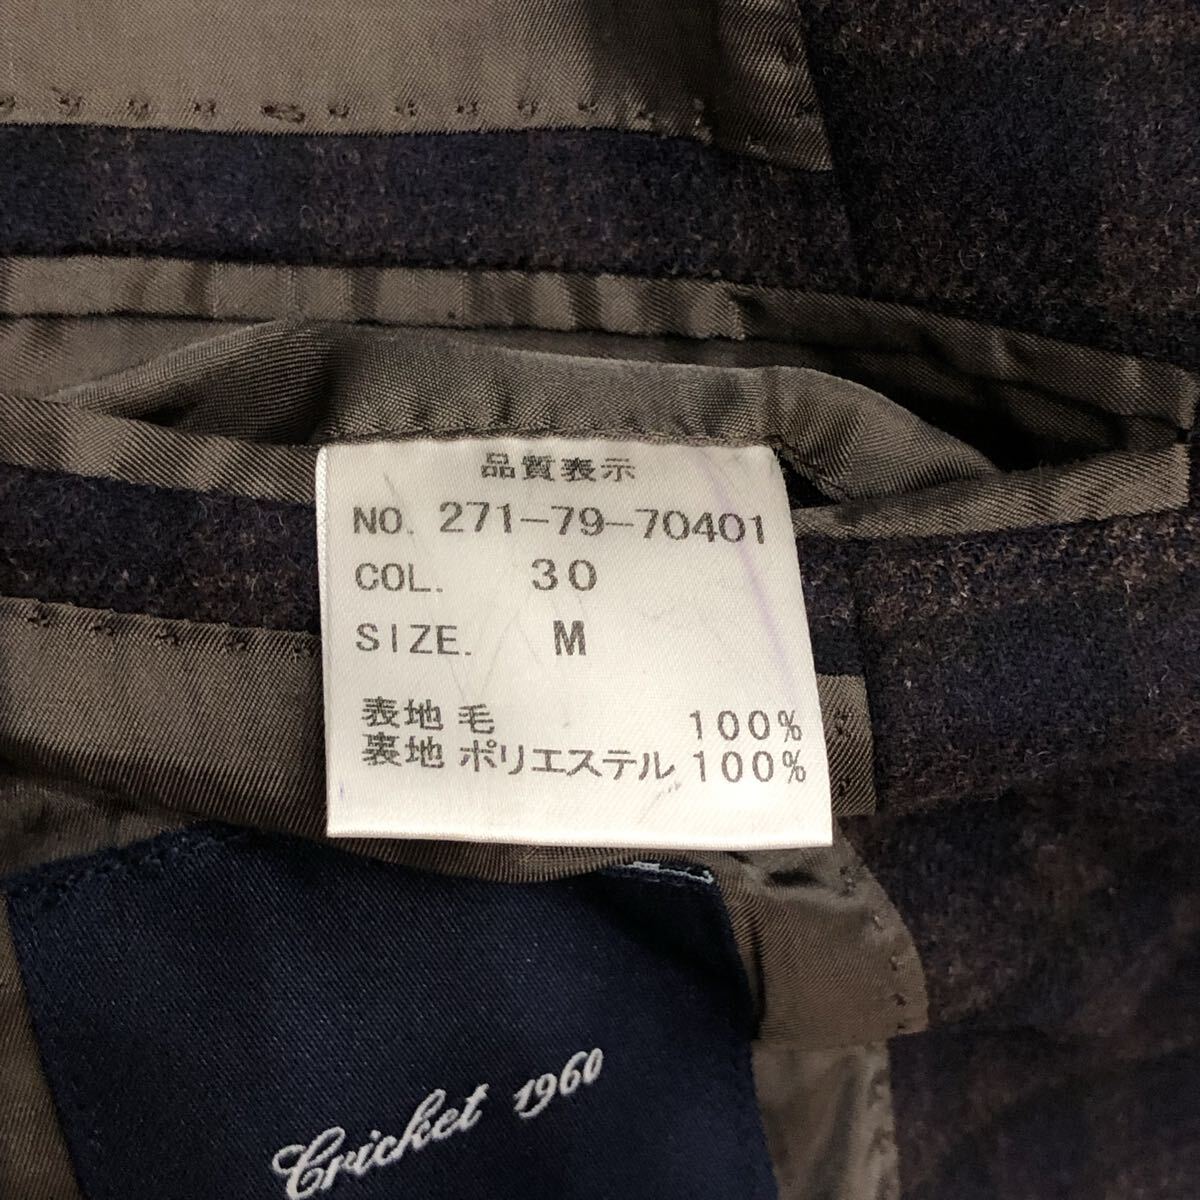 品質表示
NO. 271-79-70401
COL. 30
SIZE. M
表地 毛 100%
裏地 ポリエステル 100%
Cricket 1960